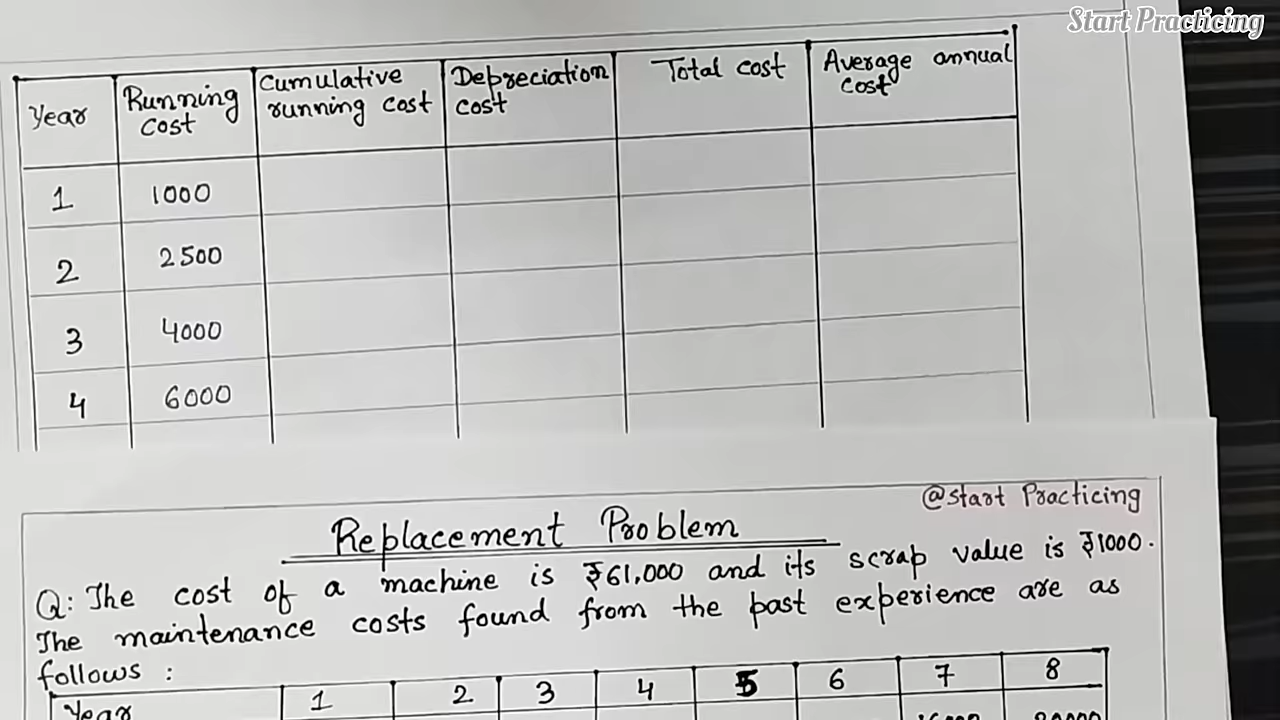 Start Practicing
Year | Running cost | Cumulative running cost | Depreciation cost | Total cost | Average annual cost
1 | 1000
2 | 2500
3 | 4000
4 | 6000
@Start Practicing
Replacement Problem
Q: The cost of a machine is ₹61,000 and its scrap value is ₹1000.
The maintenance costs found from the past experience are as
follows :
Year 1 2 3 4 5 6 7 8